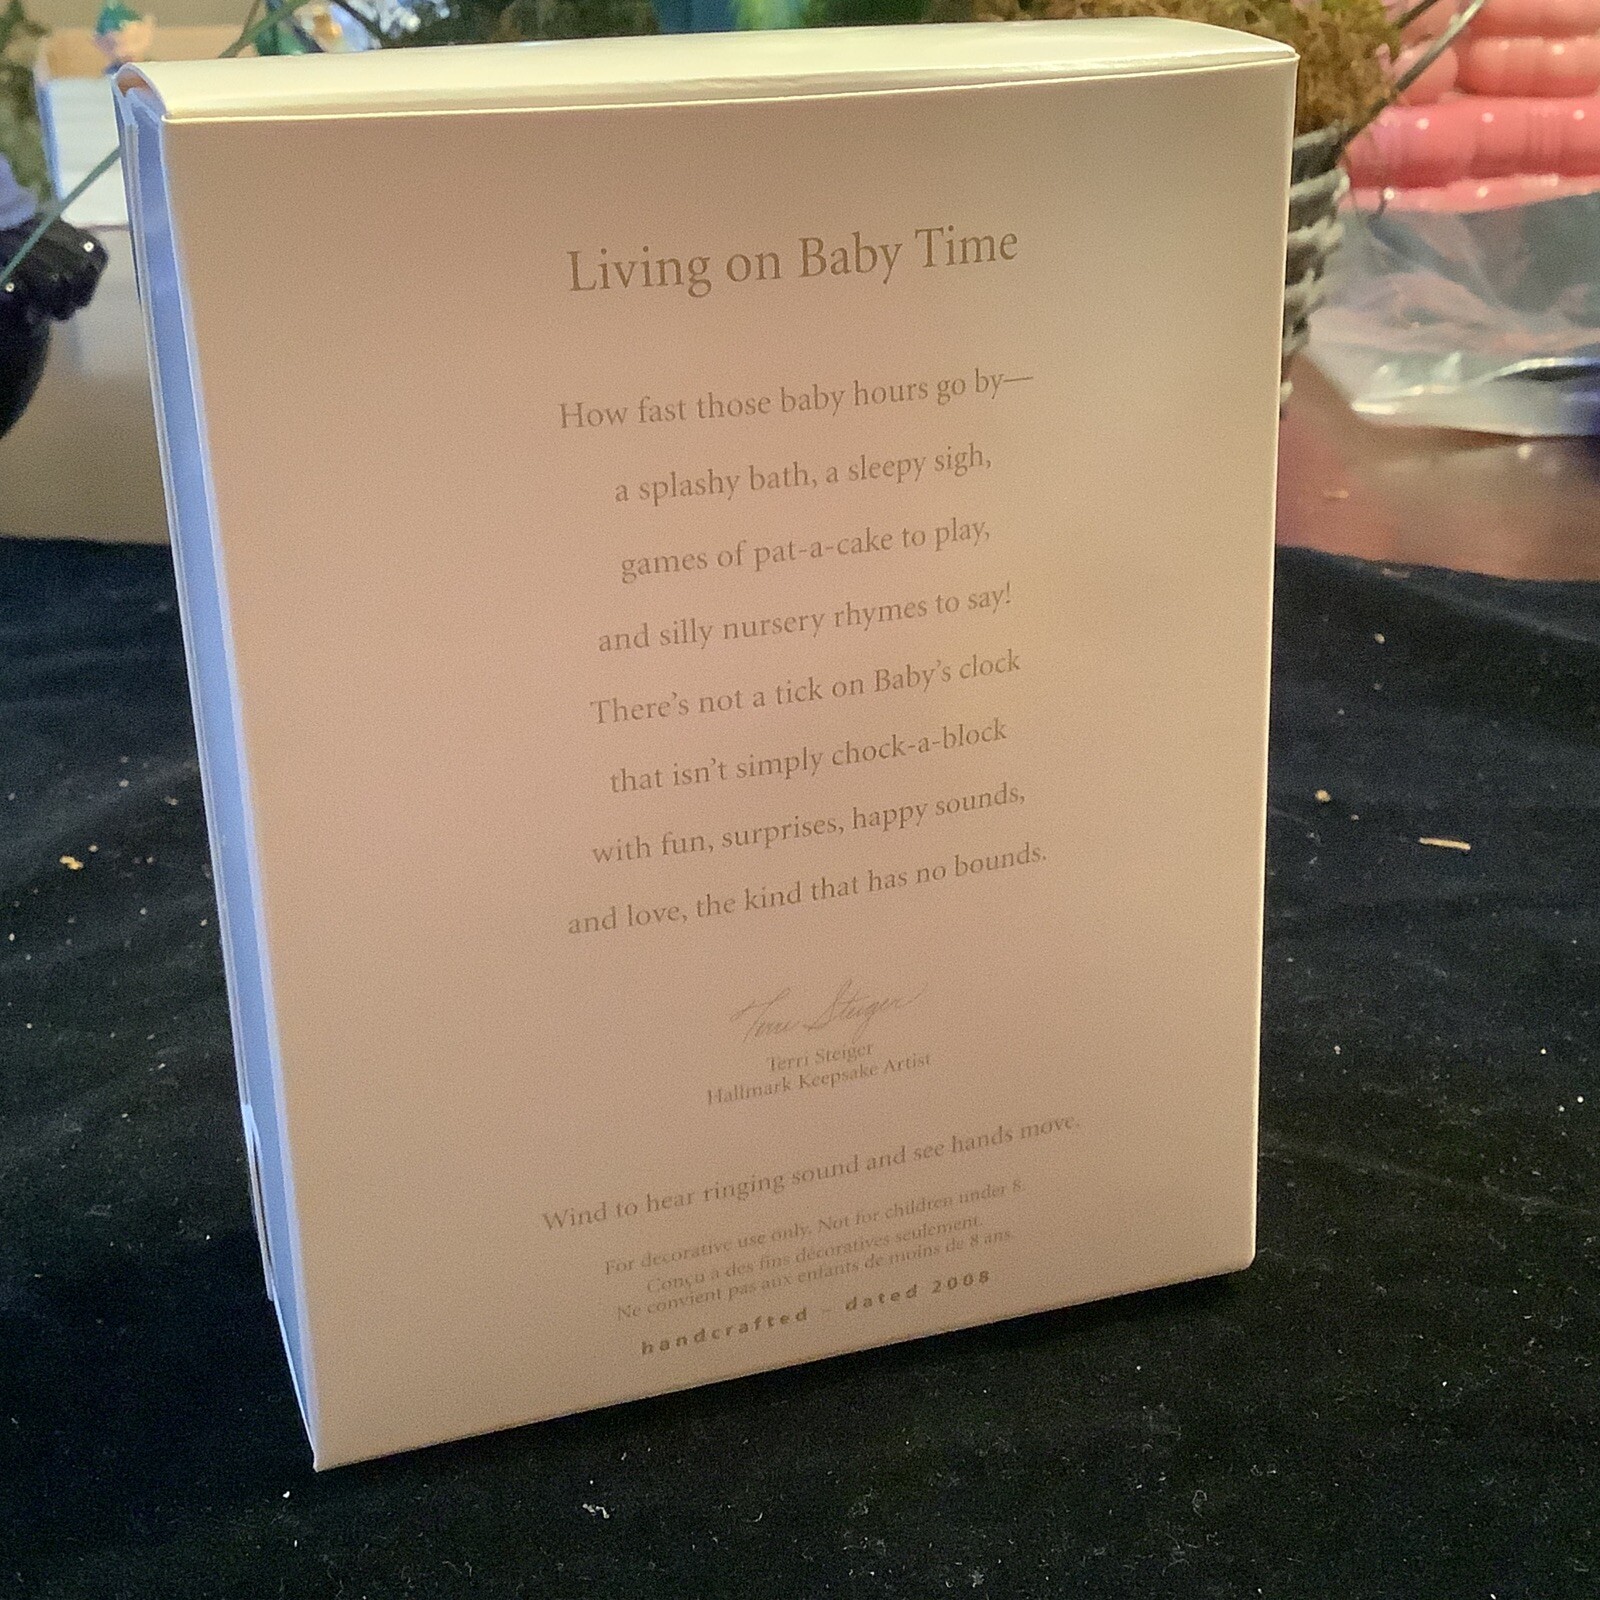 Living on Baby Time
How fast those baby hours go by—
a splashy bath, a sleepy sigh,
games of pat-a-cake to play,
and silly nursery rhymes to say!
There's not a tick on Baby's clock
that isn't simply chock-a-block
with fun, surprises, happy sounds,
and love, the kind that has no bounds.
Terri Steiger
Terri Steiger
Hallmark Keepsake Artist
Wind to hear ringing sound and see hands move.
For decorative use only. Not for children under 8.
Conçu à des fins décoratives seulement.
Ne convient pas aux enfants de moins de 8 ans.
handcrafted – dated 2008